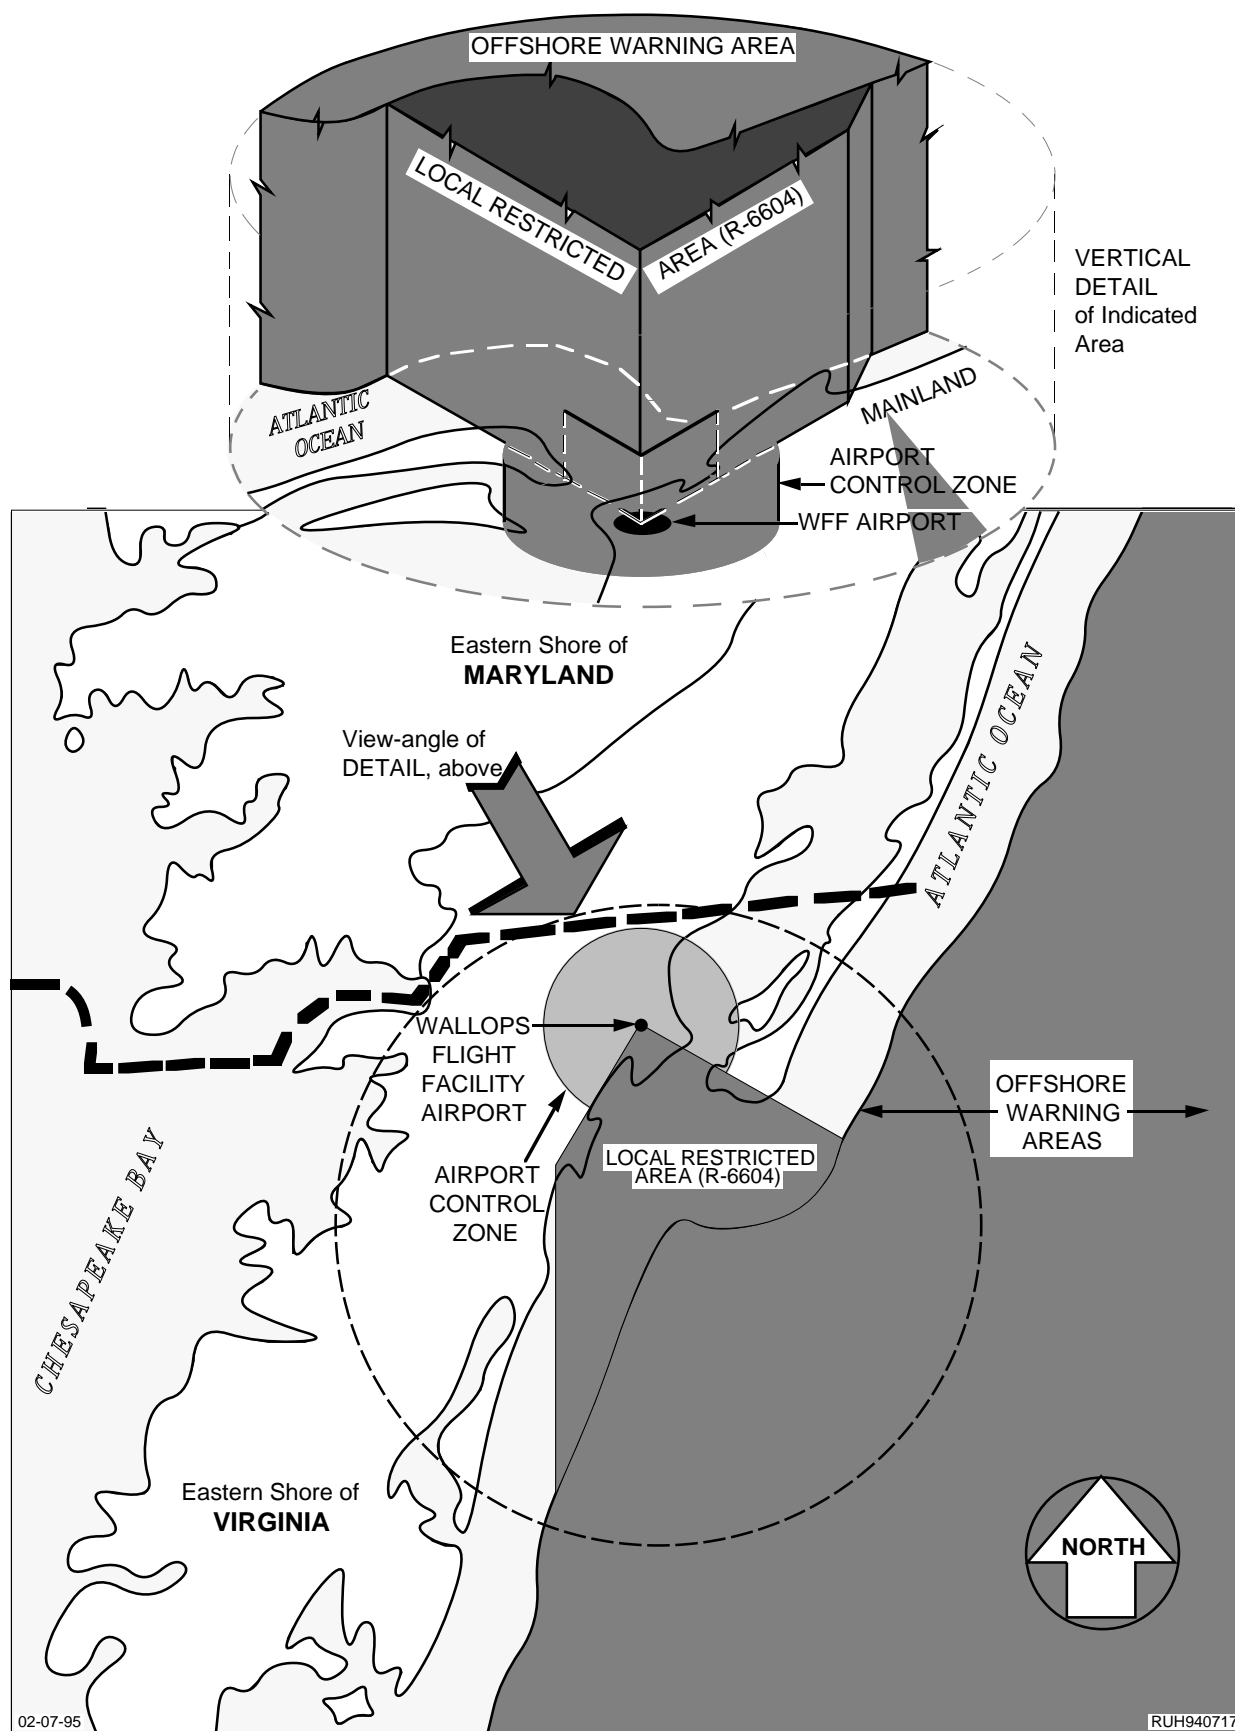 OFFSHORE WARNING AREA
LOCAL RESTRICTED
AREA (R-6604)
VERTICAL
DETAIL
of Indicated
Area
ATLANTIC
OCEAN
MAINLAND
AIRPORT
CONTROL ZONE
WFF AIRPORT
Eastern Shore of
MARYLAND
View-angle of
DETAIL, above
ATLANTIC OCEAN
WALLOPS
FLIGHT
FACILITY
AIRPORT
OFFSHORE
WARNING
AREAS
LOCAL RESTRICTED
AREA (R-6604)
AIRPORT
CONTROL
ZONE
CHESAPEAKE BAY
Eastern Shore of
VIRGINIA
NORTH
02-07-95
RUH940717